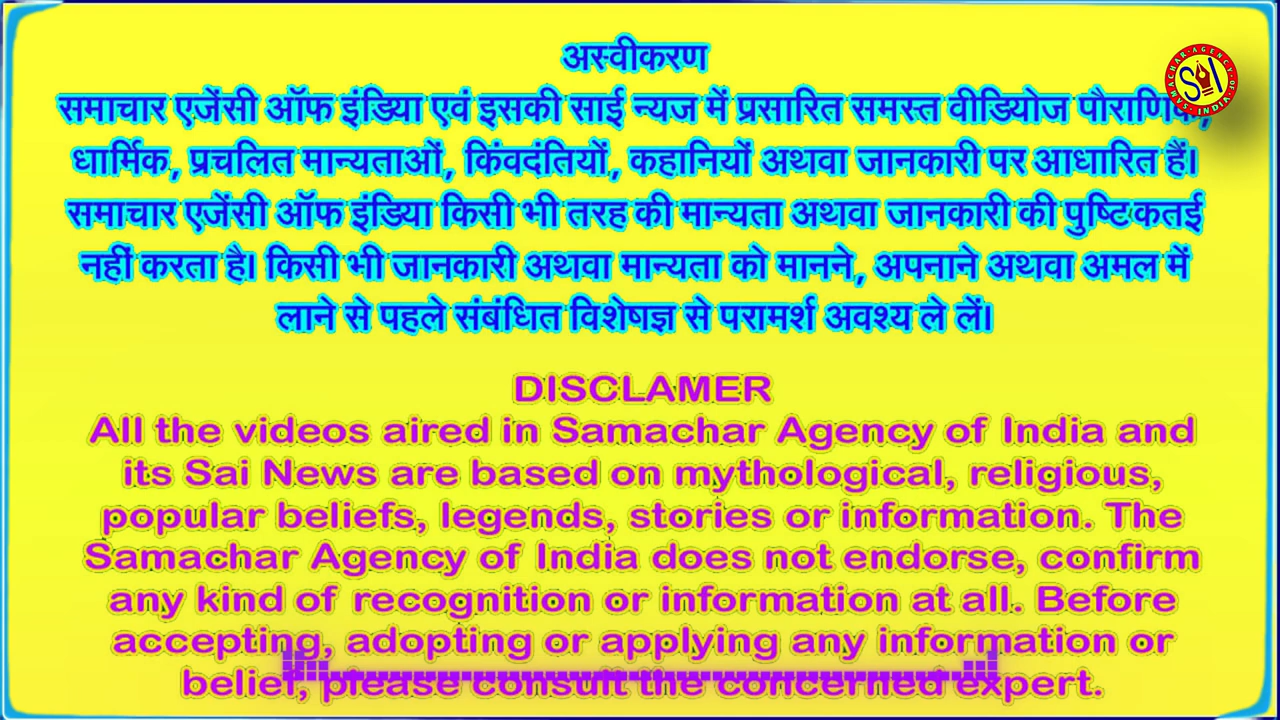 अस्वीकरण
समाचार एजेंसी ऑफ इंडिया एवं इसकी साई न्यज में प्रसारित समस्त वीडियोज पौराणिक,
धार्मिक, प्रचलित मान्यताओं, किंवदंतियों, कहानियों अथवा जानकारी पर आधारित हैं।
समाचार एजेंसी ऑफ इंडिया किसी भी तरह की मान्यता अथवा जानकारी की पुष्टि कतई
नहीं करता है। किसी भी जानकारी अथवा मान्यता को मानने, अपनाने अथवा अमल में
लाने से पहले संबंधित विशेषज्ञ से परामर्श अवश्य ले लें।
SAMACHAR AGENCY OF INDIA
SAI
DISCLAMER
All the videos aired in Samachar Agency of India and
its Sai News are based on mythological, religious,
popular beliefs, legends, stories or information. The
Samachar Agency of India does not endorse, confirm
any kind of recognition or information at all. Before
accepting, adopting or applying any information or
belief, please consult the concerned expert.